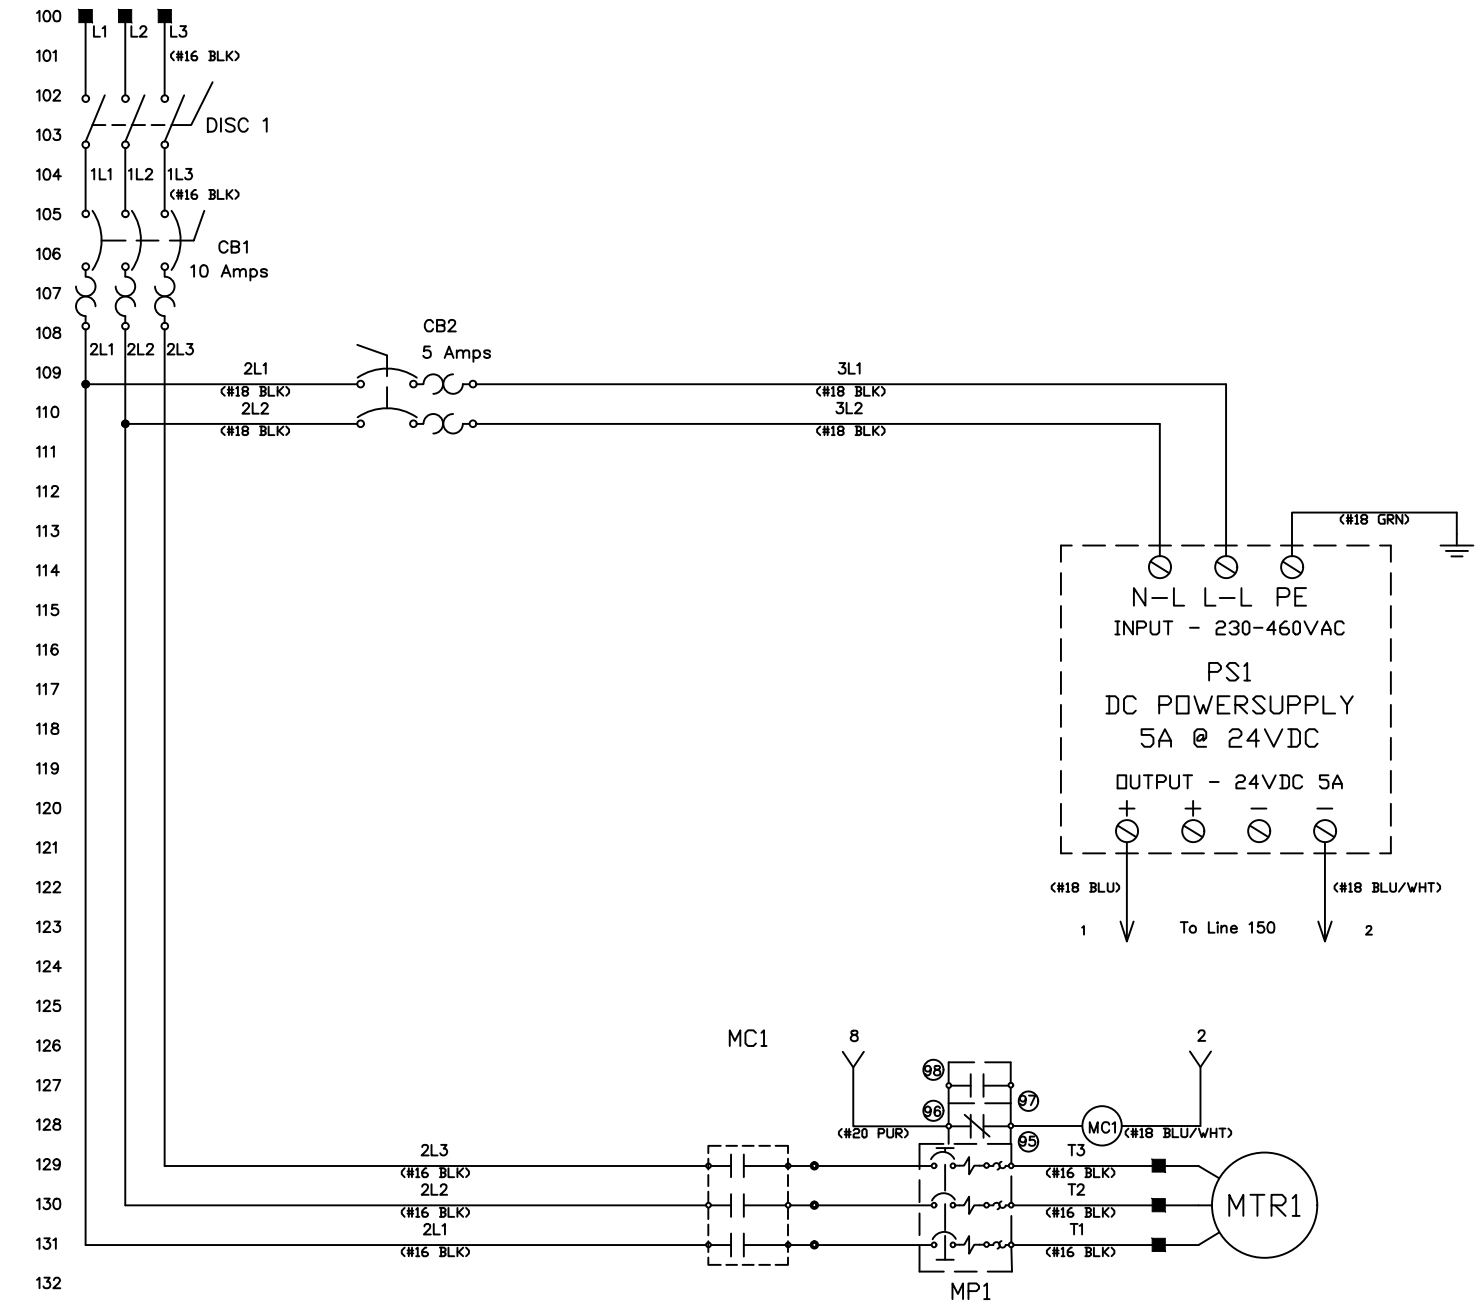 100
L1 L2 L3
101
(#16 BLK)
102
103
DISC 1
104
1L1 1L2 1L3
(#16 BLK)
105
106
CB1
10 Amps
107
108
CB2
5 Amps
2L1 2L2 2L3
109
2L1
(#18 BLK)
3L1
(#18 BLK)
110
2L2
(#18 BLK)
3L2
(#18 BLK)
111
112
113
(#18 GRN)
114
N-L L-L PE
115
INPUT - 230-460VAC
116
117
PS1
DC POWERSUPPLY
118
5A @ 24VDC
119
OUTPUT - 24VDC 5A
120
+ + - -
121
122
(#18 BLU)
(#18 BLU/WHT)
123
1
To Line 150
2
124
125
126
MC1
8
2
127
98
97
128
96
95
(#20 PUR)
MC1
(#18 BLU/WHT)
129
2L3
(#16 BLK)
T3
(#16 BLK)
130
2L2
(#16 BLK)
T2
(#16 BLK)
MTR1
131
2L1
(#16 BLK)
T1
(#16 BLK)
132
MP1